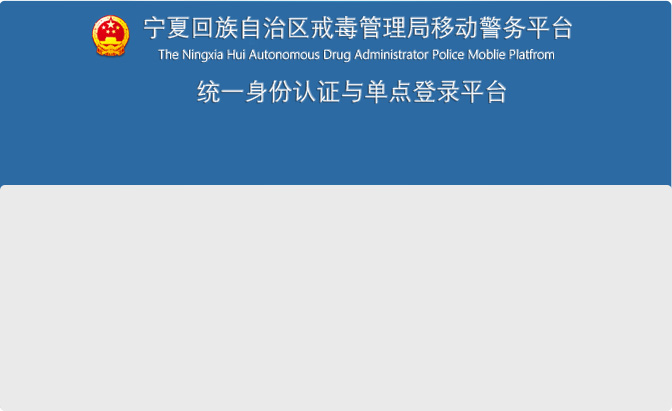 宁夏回族自治区戒毒管理局移动警务平台
The Ningxia Hui Autonomous Drug Administrator Police Moblie Platfrom
统一身份认证与单点登录平台